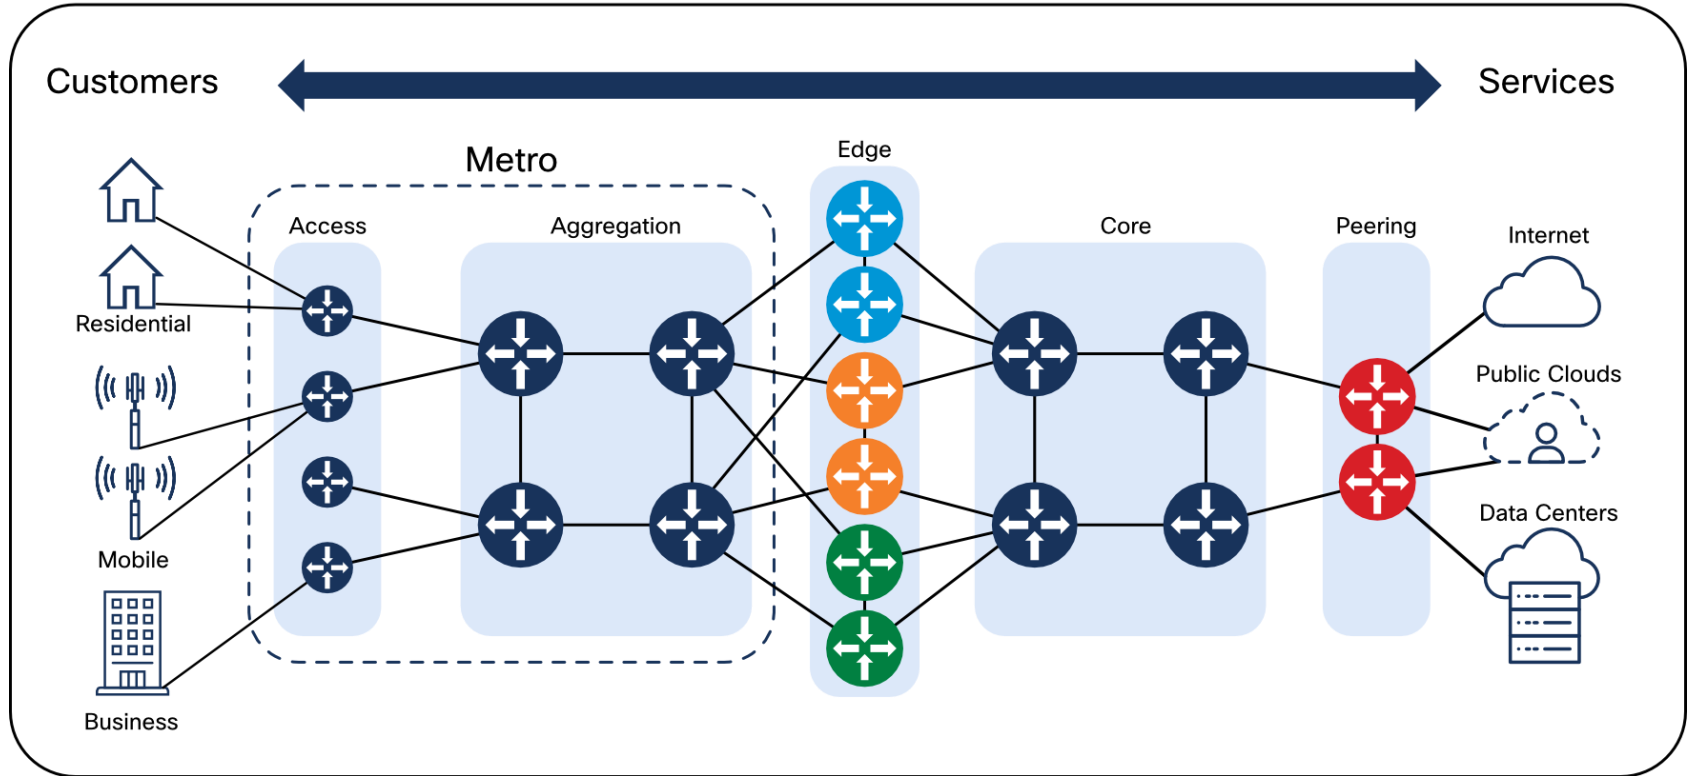 Customers
Services
Metro
Edge
Access
Aggregation
Core
Peering
Internet
Residential
Public Clouds
Data Centers
Mobile
Business